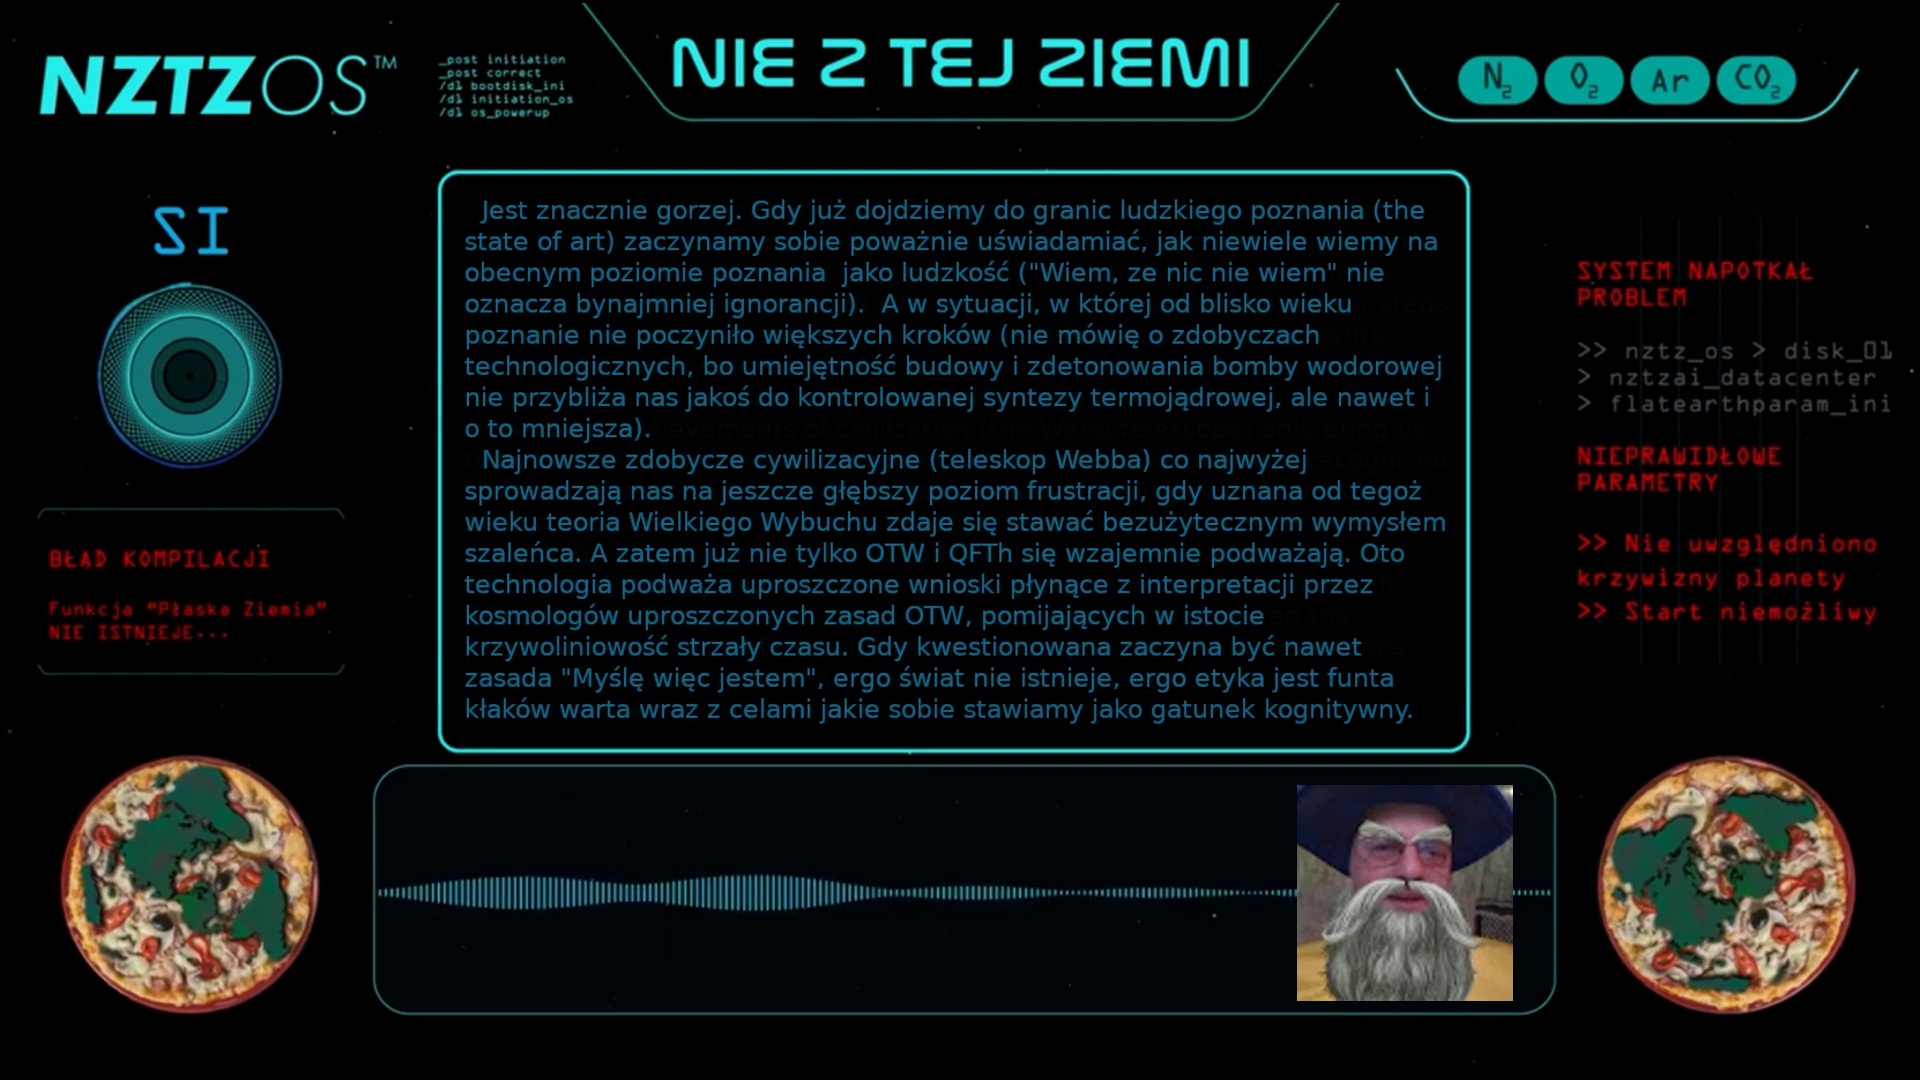 NZTZOS™
_post initiation
_post correct
/d1 bootdisk_ini
/d1 initiation_os
/d1 os_powerup
NIE Z TEJ ZIEMI
N2 O2 Ar CO2
SI
BŁĄD KOMPILACJI
Funkcja "Płaska Ziemia"
NIE ISTNIEJE...
Jest znacznie gorzej. Gdy już dojdziemy do granic ludzkiego poznania (the
state of art) zaczynamy sobie poważnie uświadamiać, jak niewiele wiemy na
obecnym poziomie poznania  jako ludzkość ("Wiem, ze nic nie wiem" nie
oznacza bynajmniej ignorancji).  A w sytuacji, w której od blisko wieku
poznanie nie poczyniło większych kroków (nie mówię o zdobyczach
technologicznych, bo umiejętność budowy i zdetonowania bomby wodorowej
nie przybliża nas jakoś do kontrolowanej syntezy termojądrowej, ale nawet i
o to mniejsza).
Najnowsze zdobycze cywilizacyjne (teleskop Webba) co najwyżej
sprowadzają nas na jeszcze głębszy poziom frustracji, gdy uznana od tegoż
wieku teoria Wielkiego Wybuchu zdaje się stawać bezużytecznym wymysłem
szaleńca. A zatem już nie tylko OTW i QFTh się wzajemnie podważają. Oto
technologia podważa uproszczone wnioski płynące z interpretacji przez
kosmologów uproszczonych zasad OTW, pomijających w istocie
krzywoliniowość strzały czasu. Gdy kwestionowana zaczyna być nawet
zasada "Myślę więc jestem", ergo świat nie istnieje, ergo etyka jest funta
kłaków warta wraz z celami jakie sobie stawiamy jako gatunek kognitywny.
SYSTEM NAPOTKAŁ
PROBLEM
>> nztz_os > disk_01
> nztzai_datacenter
> flatearthparam_ini
NIEPRAWIDŁOWE
PARAMETRY
>> Nie uwzględniono
krzywizny planety
>> Start niemożliwy